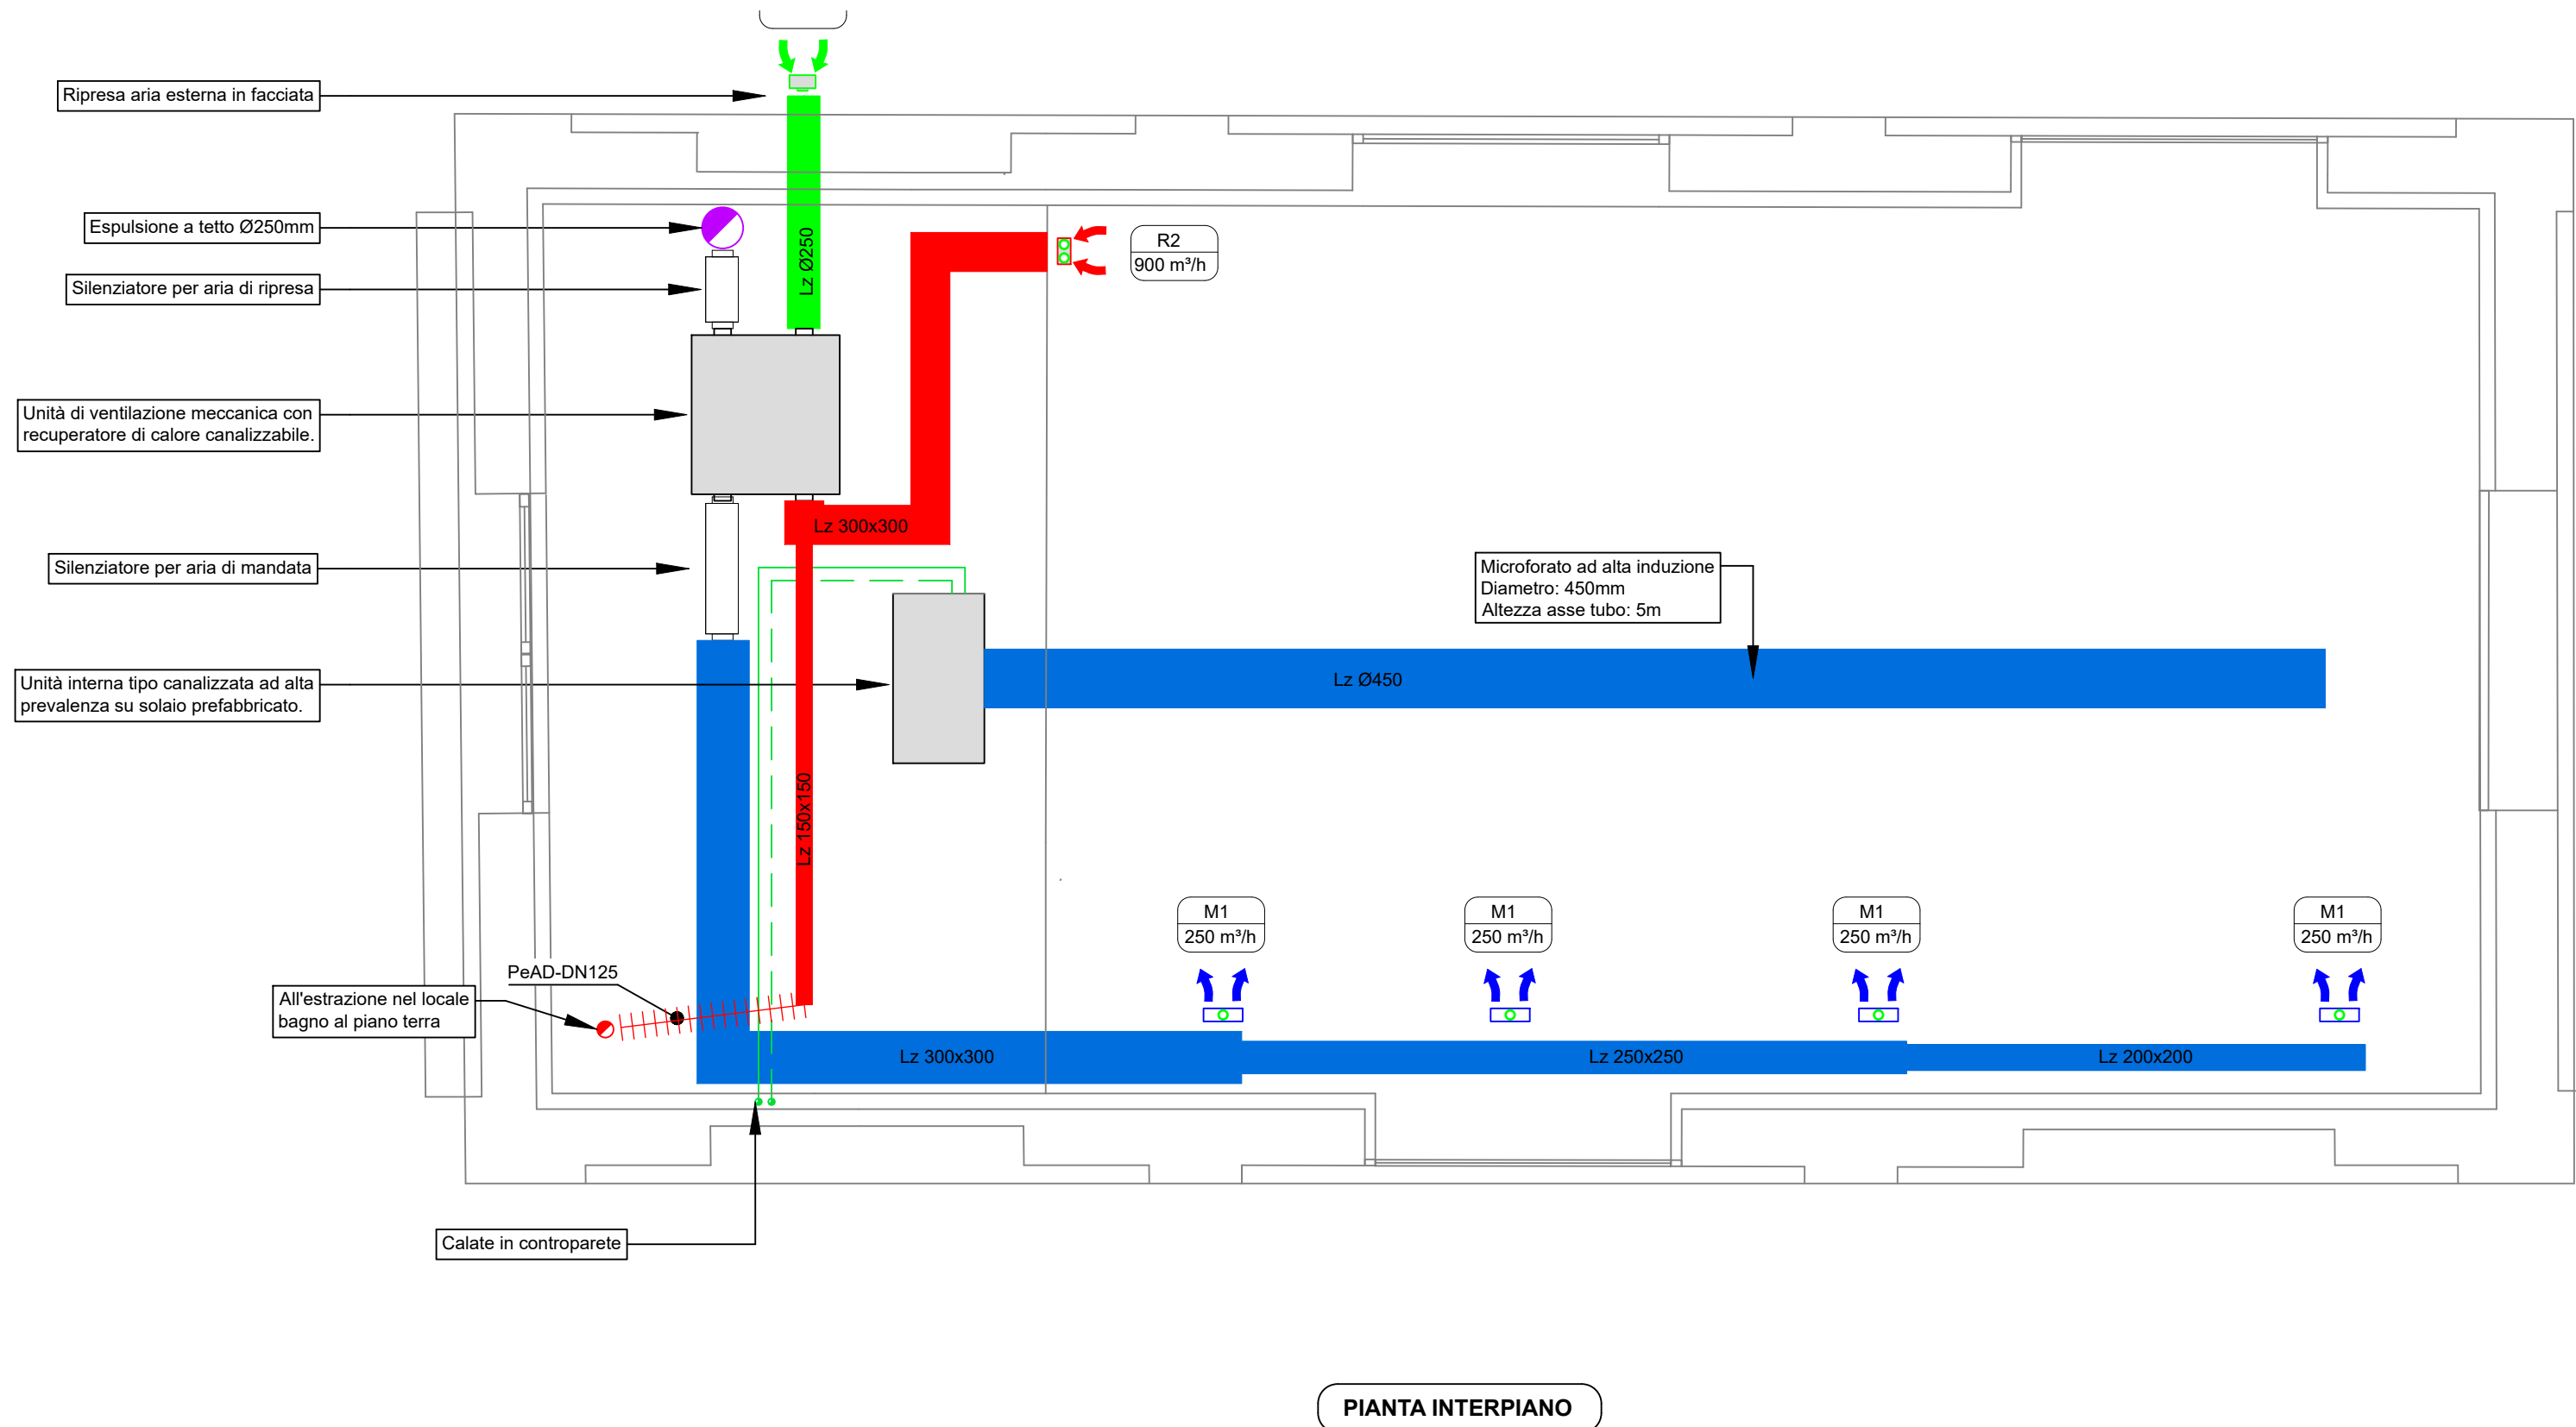 Ripresa aria esterna in facciata
Espulsione a tetto Ø250mm
Lz Ø250
R2
900 m³/h
Silenziatore per aria di ripresa
Unità di ventilazione meccanica con
recuperatore di calore canalizzabile.
Lz 300x300
Silenziatore per aria di mandata
Microforato ad alta induzione
Diametro: 450mm
Altezza asse tubo: 5m
Unità interna tipo canalizzata ad alta
prevalenza su solaio prefabbricato.
Lz Ø450
Lz 150x150
M1
250 m³/h
M1
250 m³/h
M1
250 m³/h
M1
250 m³/h
PeAD-DN125
All'estrazione nel locale
bagno al piano terra
Lz 300x300
Lz 250x250
Lz 200x200
Calate in controparete
PIANTA INTERPIANO